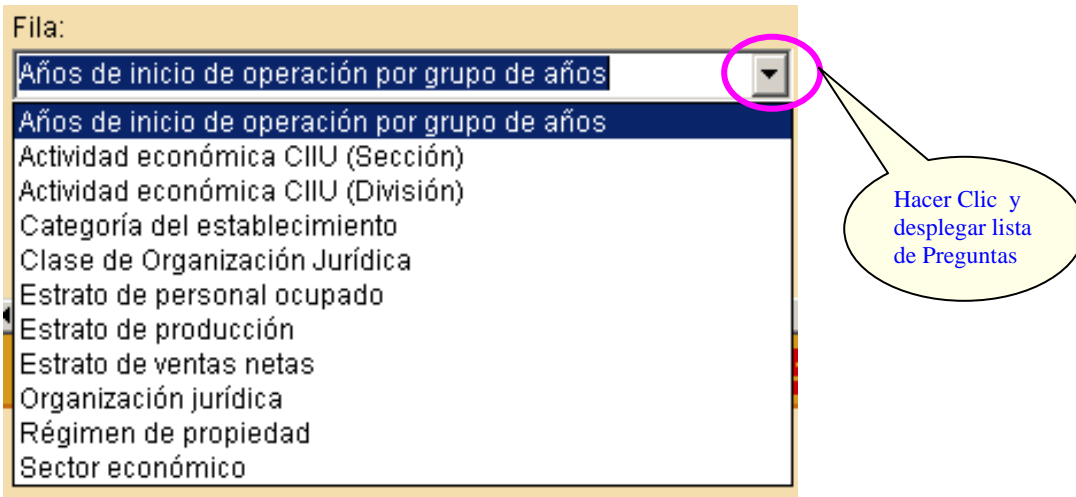 Fila:
Años de inicio de operación por grupo de años
Años de inicio de operación por grupo de años
Actividad económica CIIU (Sección)
Actividad económica CIIU (División)
Categoría del establecimiento
Clase de Organización Jurídica
Estrato de personal ocupado
Estrato de producción
Estrato de ventas netas
Organización jurídica
Régimen de propiedad
Sector económico
Hacer Clic y
desplegar lista
de Preguntas